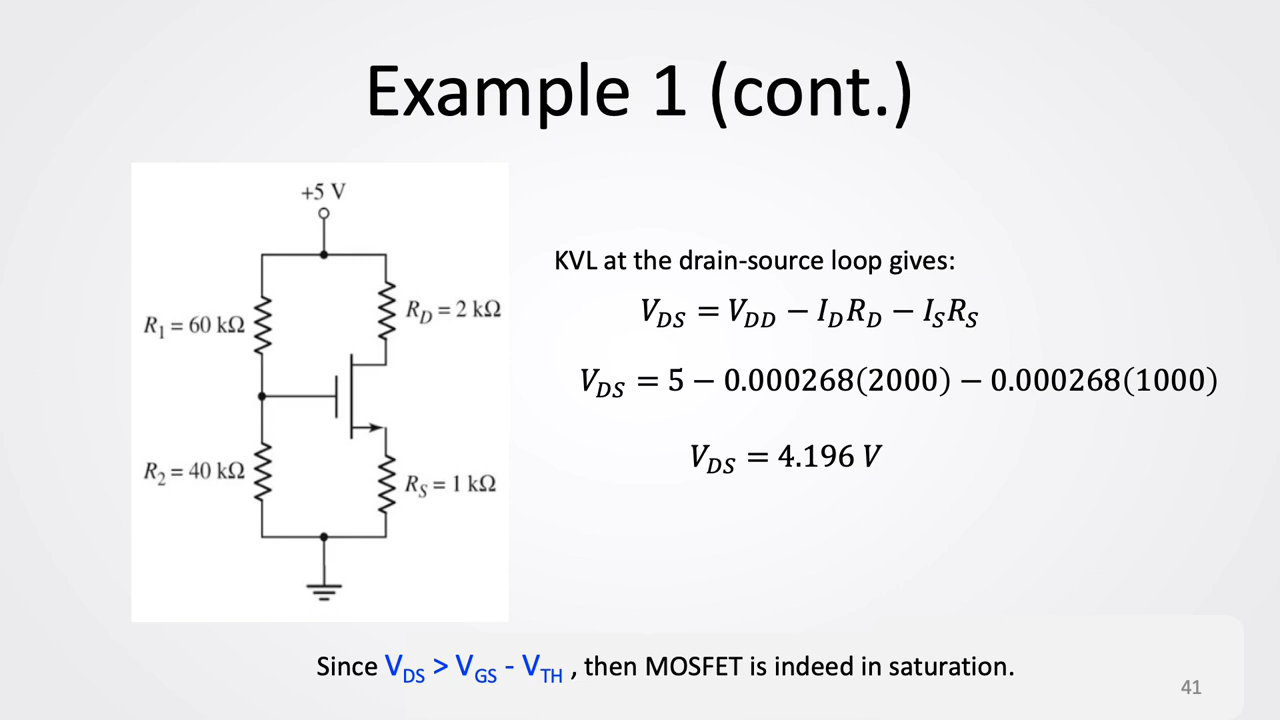 Example 1 (cont.)
+5 V
R₁ = 60 kΩ
R_D = 2 kΩ
R₂ = 40 kΩ
R_S = 1 kΩ
KVL at the drain-source loop gives:
V_DS = V_DD − I_D R_D − I_S R_S
V_DS = 5 − 0.000268(2000) − 0.000268(1000)
V_DS = 4.196 V
Since V_DS > V_GS - V_TH , then MOSFET is indeed in saturation.
41